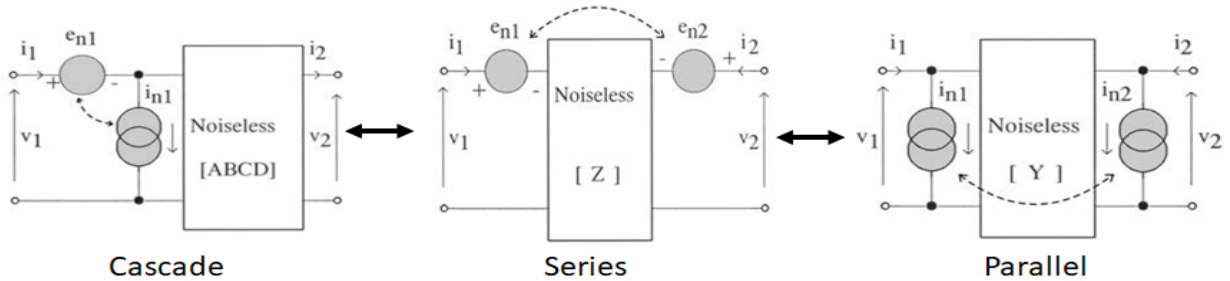 i1 en1 i2
+ -
in1
v1 Noiseless v2
[ABCD]
Cascade
i1 en1 en2 i2
+ - - +
Noiseless
v1 v2
[ Z ]
Series
i1 i2
in1 in2
v1 Noiseless v2
[ Y ]
Parallel